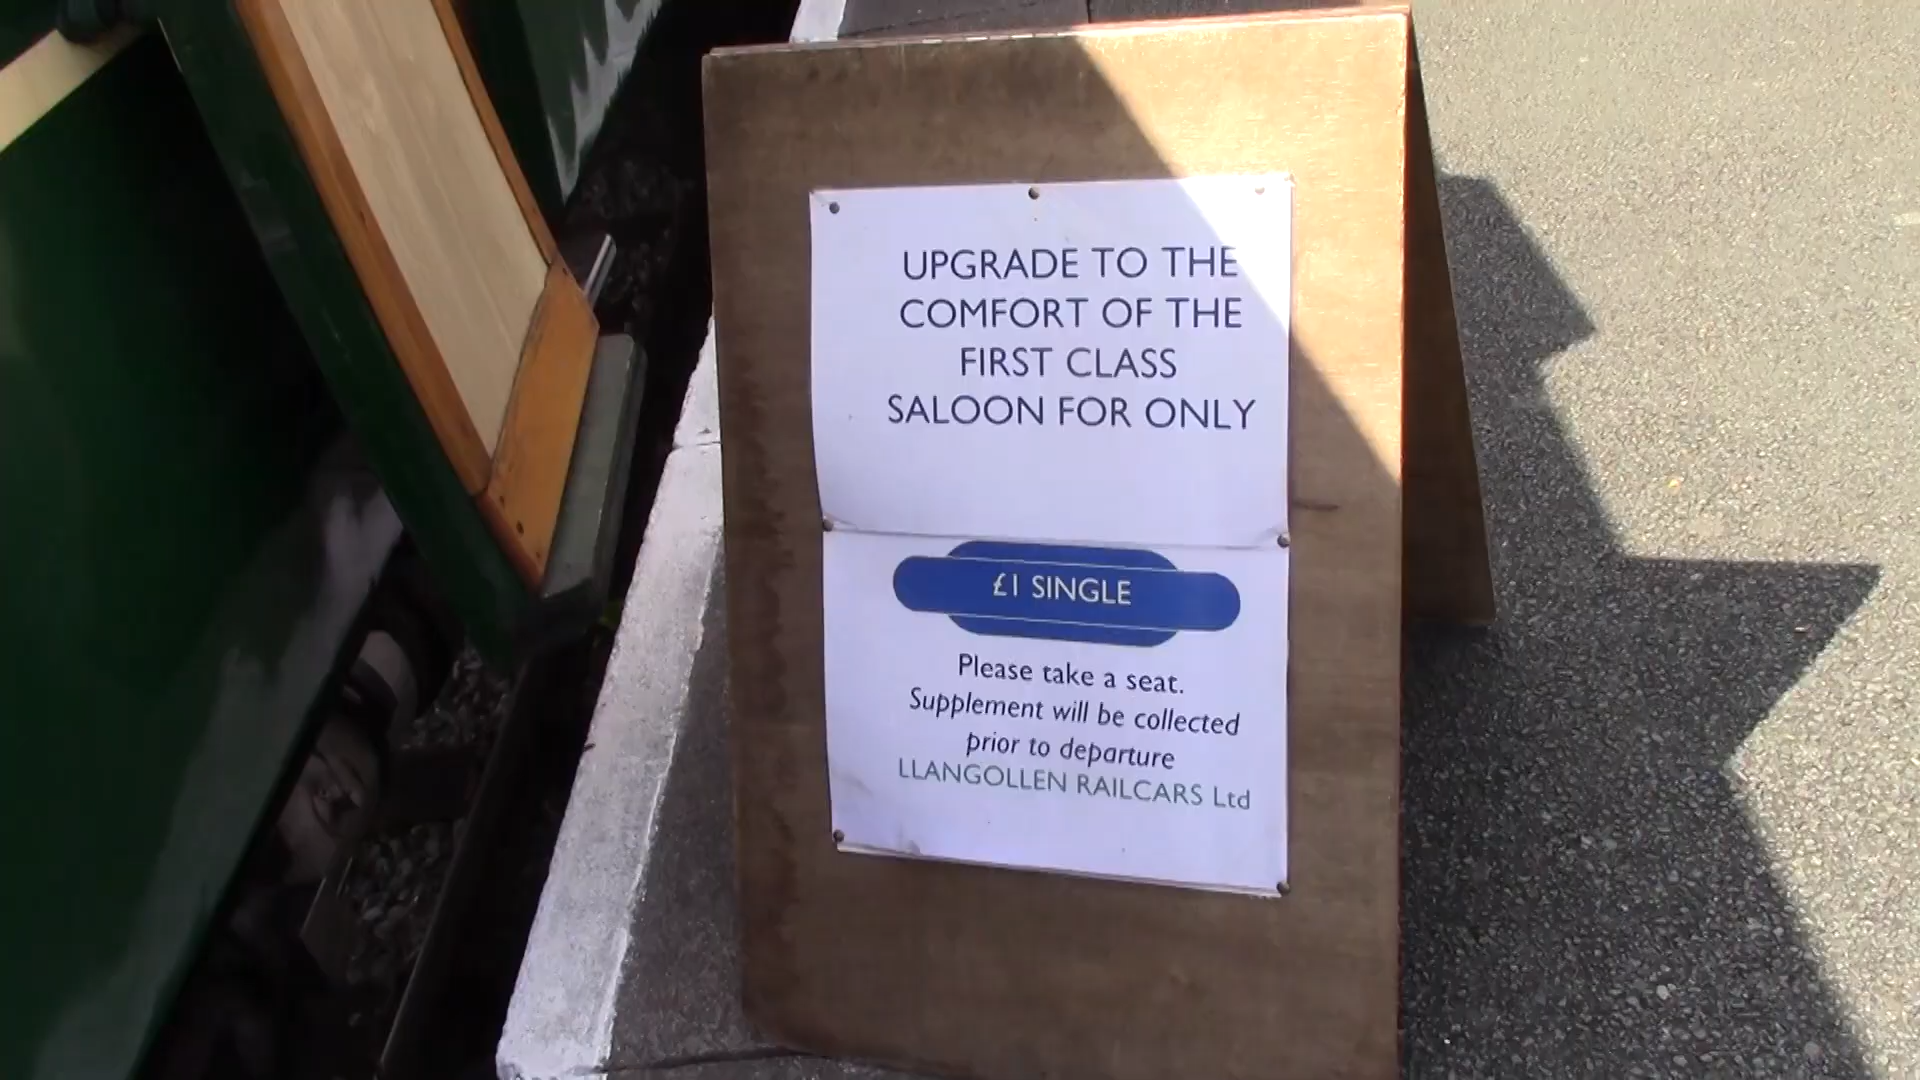 UPGRADE TO THE
COMFORT OF THE
FIRST CLASS
SALOON FOR ONLY
£1 SINGLE
Please take a seat.
Supplement will be collected
prior to departure
LLANGOLLEN RAILCARS Ltd